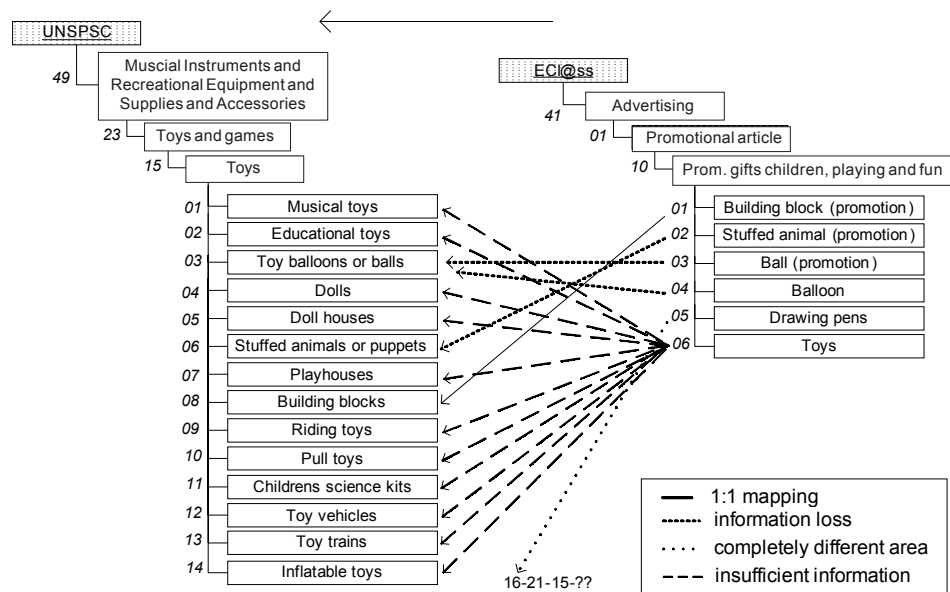 UNSPSC
49
Muscial Instruments and
Recreational Equipment and
Supplies and Accessories
23
Toys and games
15
Toys
01
Musical toys
02
Educational toys
03
Toy balloons or balls
04
Dolls
05
Doll houses
06
Stuffed animals or puppets
07
Playhouses
08
Building blocks
09
Riding toys
10
Pull toys
11
Childrens science kits
12
Toy vehicles
13
Toy trains
14
Inflatable toys
ECl@ss
41
Advertising
01
Promotional article
10
Prom. gifts children, playing and fun
01
Building block (promotion)
02
Stuffed animal (promotion)
03
Ball (promotion)
04
Balloon
05
Drawing pens
06
Toys
16-21-15-??
1:1 mapping
information loss
completely different area
insufficient information